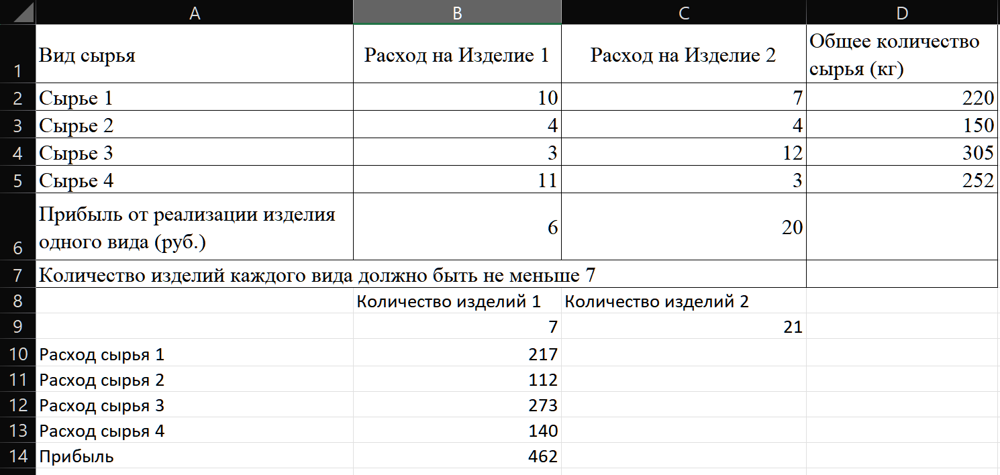 A B C D
1 Вид сырья Расход на Изделие 1 Расход на Изделие 2 Общее количество
сырья (кг)
2 Сырье 1 10 7 220
3 Сырье 2 4 4 150
4 Сырье 3 3 12 305
5 Сырье 4 11 3 252
6 Прибыль от реализации изделия
одного вида (руб.) 6 20
7 Количество изделий каждого вида должно быть не меньше 7
8 Количество изделий 1 Количество изделий 2
9 7 21
10 Расход сырья 1 217
11 Расход сырья 2 112
12 Расход сырья 3 273
13 Расход сырья 4 140
14 Прибыль 462